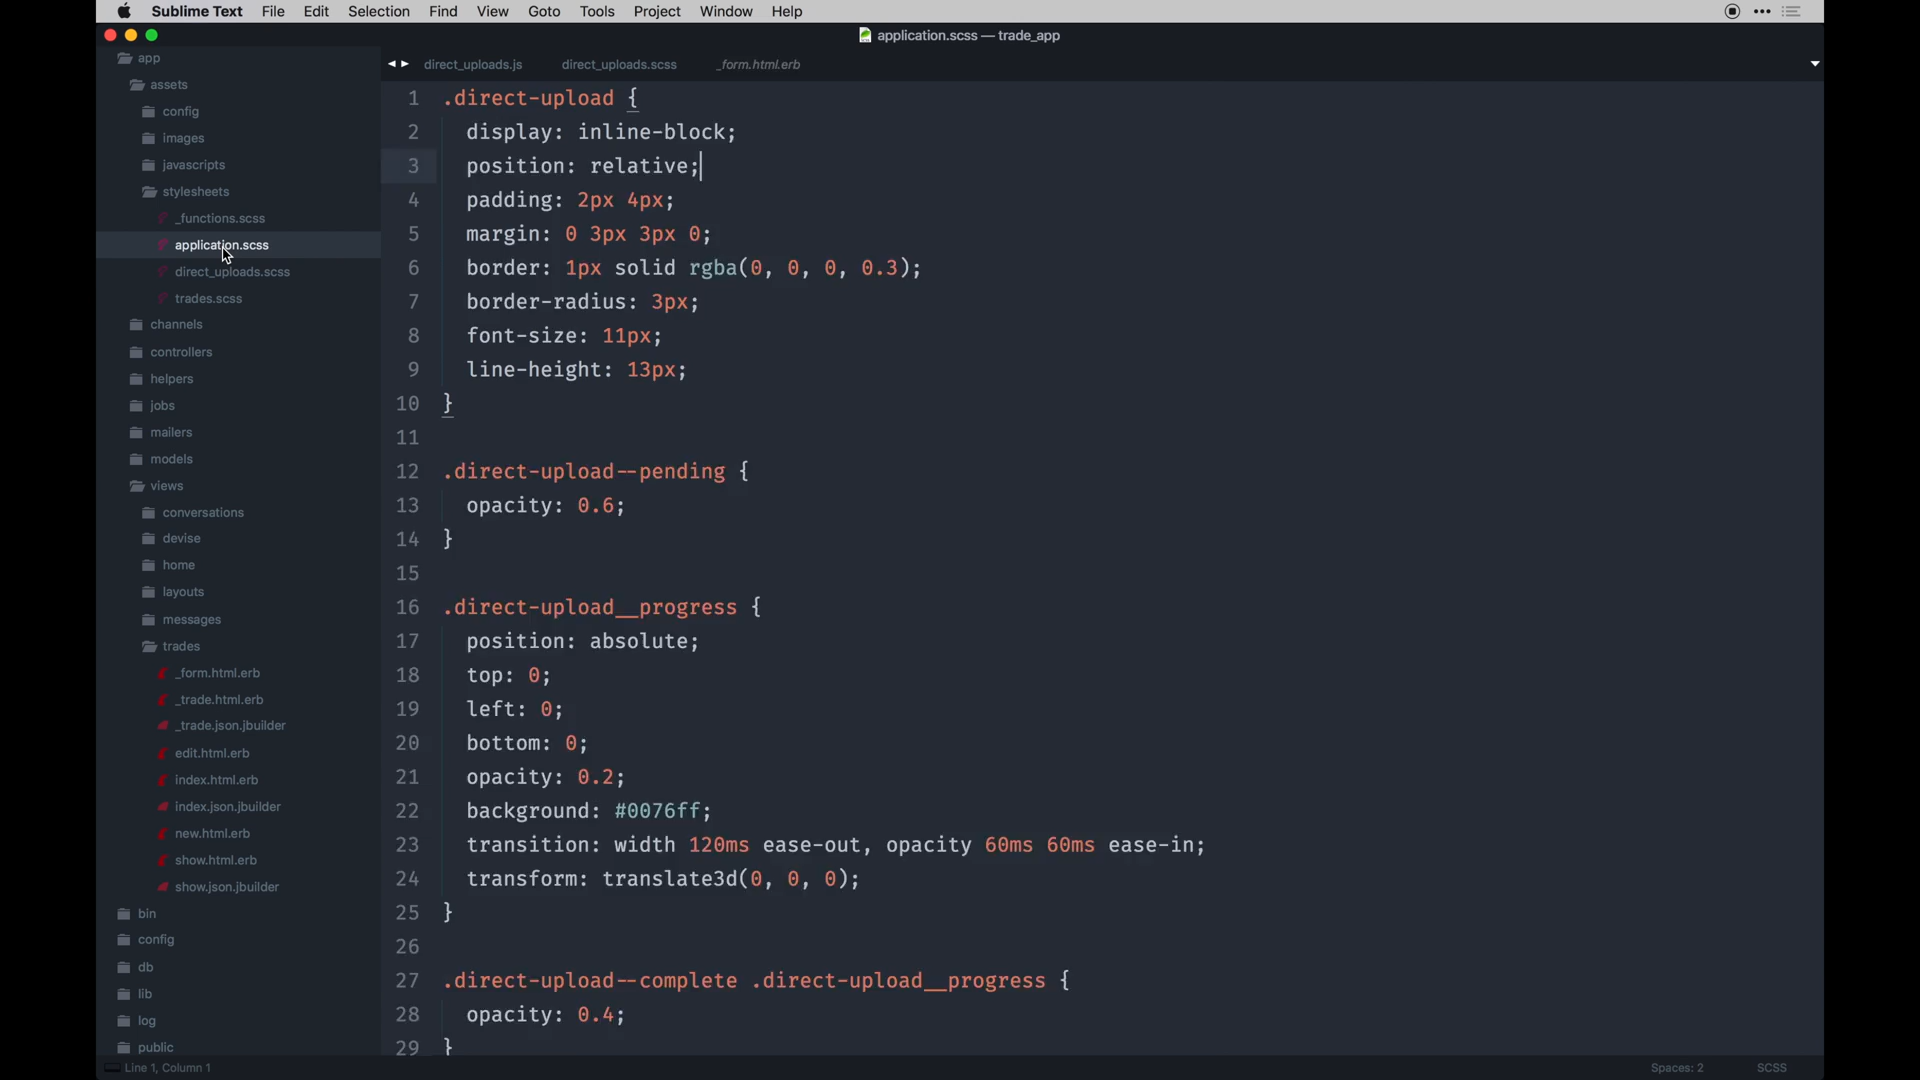 Sublime Text File Edit Selection Find View Goto Tools Project Window Help
application.scss — trade_app
app
assets
config
images
javascripts
stylesheets
_functions.scss
application.scss
direct_uploads.scss
trades.scss
channels
controllers
helpers
jobs
mailers
models
views
conversations
devise
home
layouts
messages
trades
_form.html.erb
_trade.html.erb
_trade.json.jbuilder
edit.html.erb
index.html.erb
index.json.jbuilder
new.html.erb
show.html.erb
show.json.jbuilder
bin
config
db
lib
log
public
direct_uploads.js direct_uploads.scss _form.html.erb
1 .direct-upload {
2 display: inline-block;
3 position: relative;
4 padding: 2px 4px;
5 margin: 0 3px 3px 0;
6 border: 1px solid rgba(0, 0, 0, 0.3);
7 border-radius: 3px;
8 font-size: 11px;
9 line-height: 13px;
10 }
11
12 .direct-upload--pending {
13 opacity: 0.6;
14 }
15
16 .direct-upload__progress {
17 position: absolute;
18 top: 0;
19 left: 0;
20 bottom: 0;
21 opacity: 0.2;
22 background: #0076ff;
23 transition: width 120ms ease-out, opacity 60ms 60ms ease-in;
24 transform: translate3d(0, 0, 0);
25 }
26
27 .direct-upload--complete .direct-upload__progress {
28 opacity: 0.4;
29 }
Line 1, Column 1 Spaces: 2 SCSS